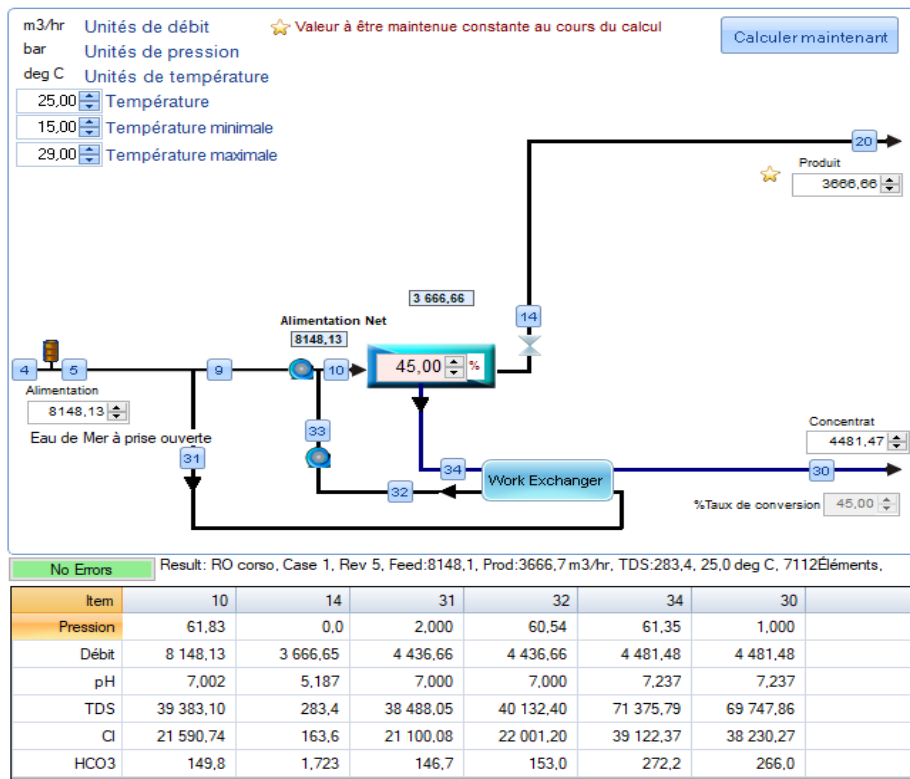 m3/hr Unités de débit
Valeur à être maintenue constante au cours du calcul
Calculer maintenant
bar Unités de pression
deg C Unités de température
25,00 Température
15,00 Température minimale
29,00 Température maximale
20
Produit
3666,66
3 666,66
14
Alimentation Net
8148,13
4 5 9 10 45,00 %
Alimentation
8148,13
Eau de Mer à prise ouverte
33
31
Concentrat
4481,47
34
Work Exchanger
30
32
%Taux de conversion 45,00
No Errors Result: RO corso, Case 1, Rev 5, Feed:8148,1, Prod:3666,7 m3/hr, TDS:283,4, 25,0 deg C, 7112Éléments,
Item 10 14 31 32 34 30
Pression 61,83 0,0 2,000 60,54 61,35 1,000
Débit 8 148,13 3 666,65 4 436,66 4 436,66 4 481,48 4 481,48
pH 7,002 5,187 7,000 7,000 7,237 7,237
TDS 39 383,10 283,4 38 488,05 40 132,40 71 375,79 69 747,86
Cl 21 590,74 163,6 21 100,08 22 001,20 39 122,37 38 230,27
HCO3 149,8 1,723 146,7 153,0 272,2 266,0